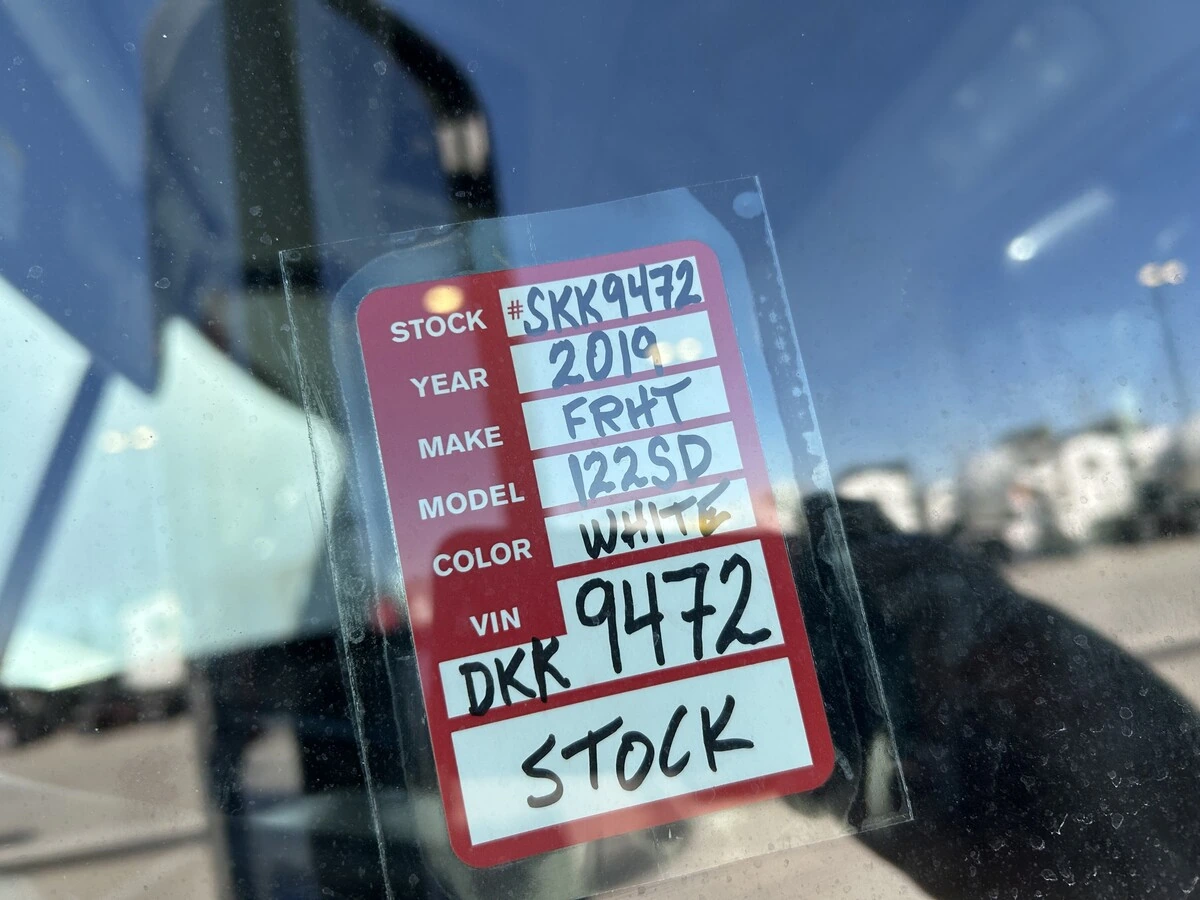 STOCK #SKK9472
YEAR 2019
MAKE FRHT
MODEL 122SD
COLOR WHITE
VIN DKK 9472
STOCK